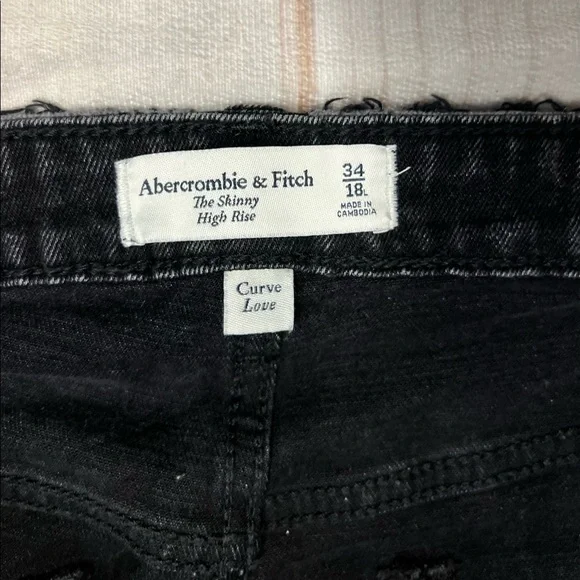 Abercrombie & Fitch
The Skinny
High Rise
34
18L
MADE IN
CAMBODIA
Curve
Love